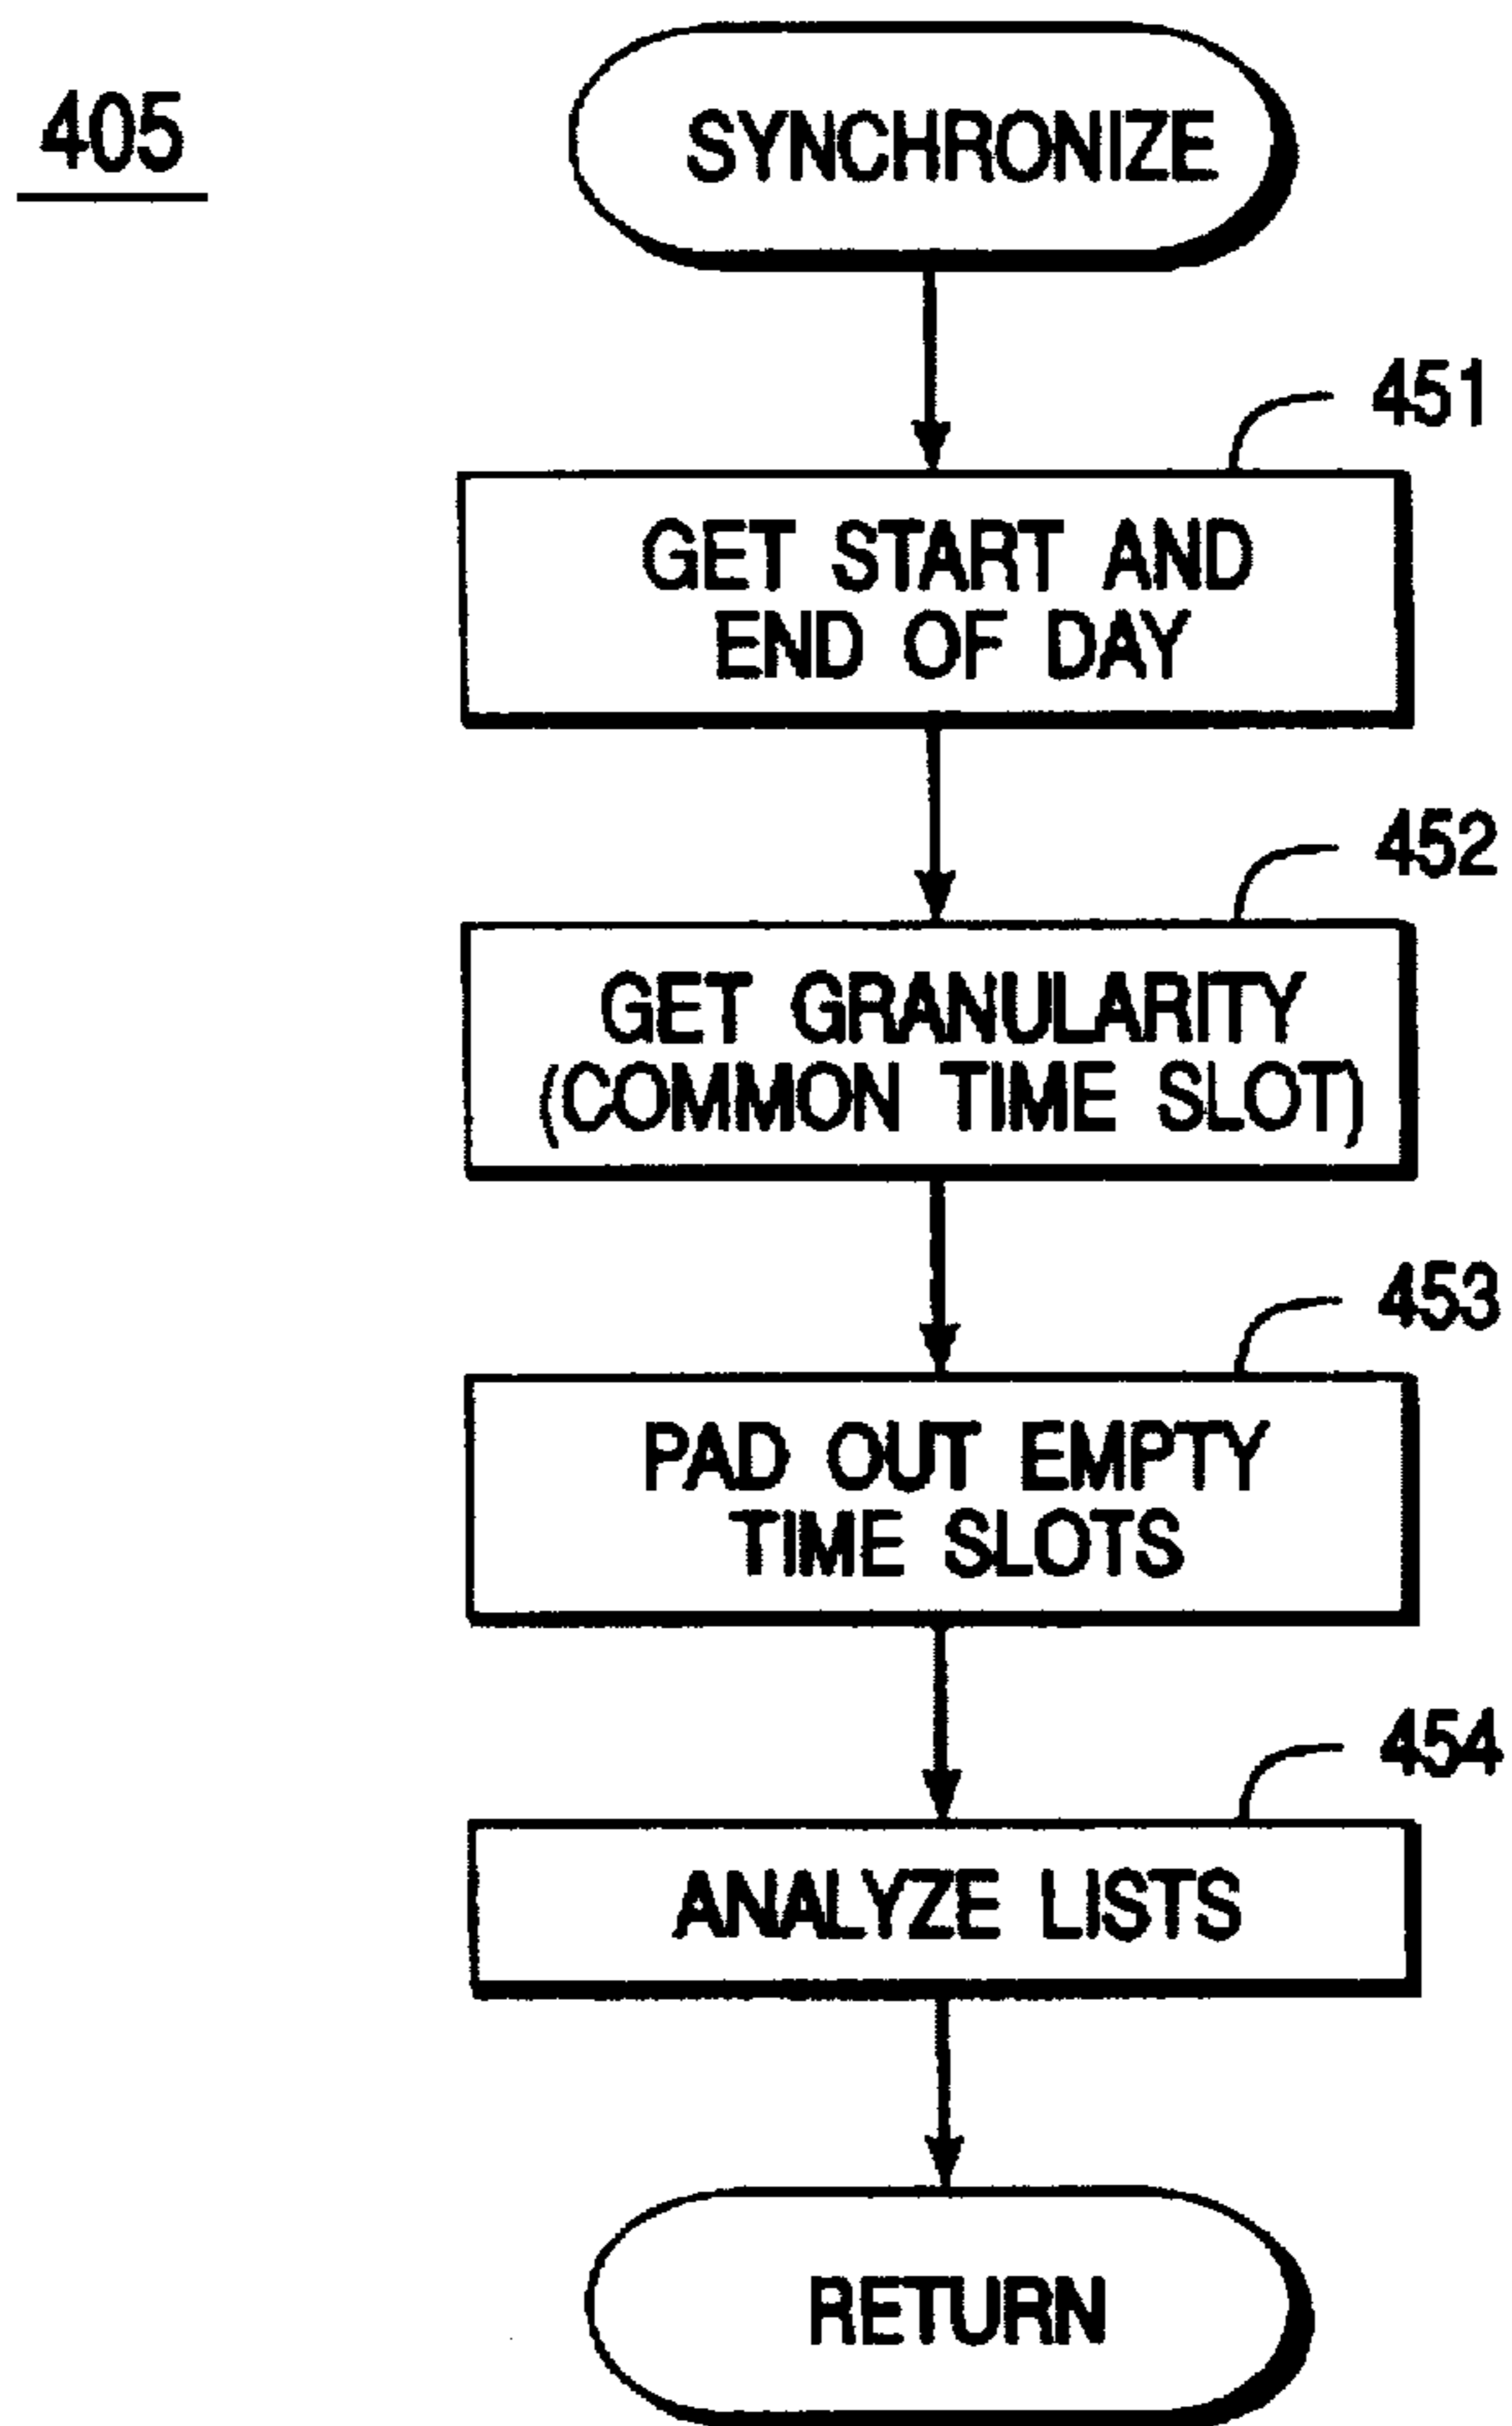 405
SYNCHRONIZE
451
GET START AND
END OF DAY
452
GET GRANULARITY
(COMMON TIME SLOT)
453
PAD OUT EMPTY
TIME SLOTS
454
ANALYZE LISTS
RETURN